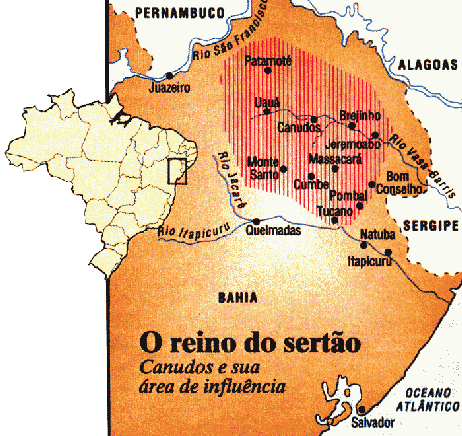 PERNAMBUCO
Rio São Francisco
ALAGOAS
Patamoté
Juazeiro
Uauá
Canudos
Brejinho
Jeremoabo
Rio Vaza-Barris
Massacará
Monte
Santo
Cumbe
Bom
Conselho
Rio Jacaré
Pombal
Tucano
SERGIPE
Rio Itapicuru
Queimadas
Natuba
Itapicuru
BAHIA
O reino do sertão
Canudos e sua
área de influência
OCEANO
ATLÂNTICO
Salvador